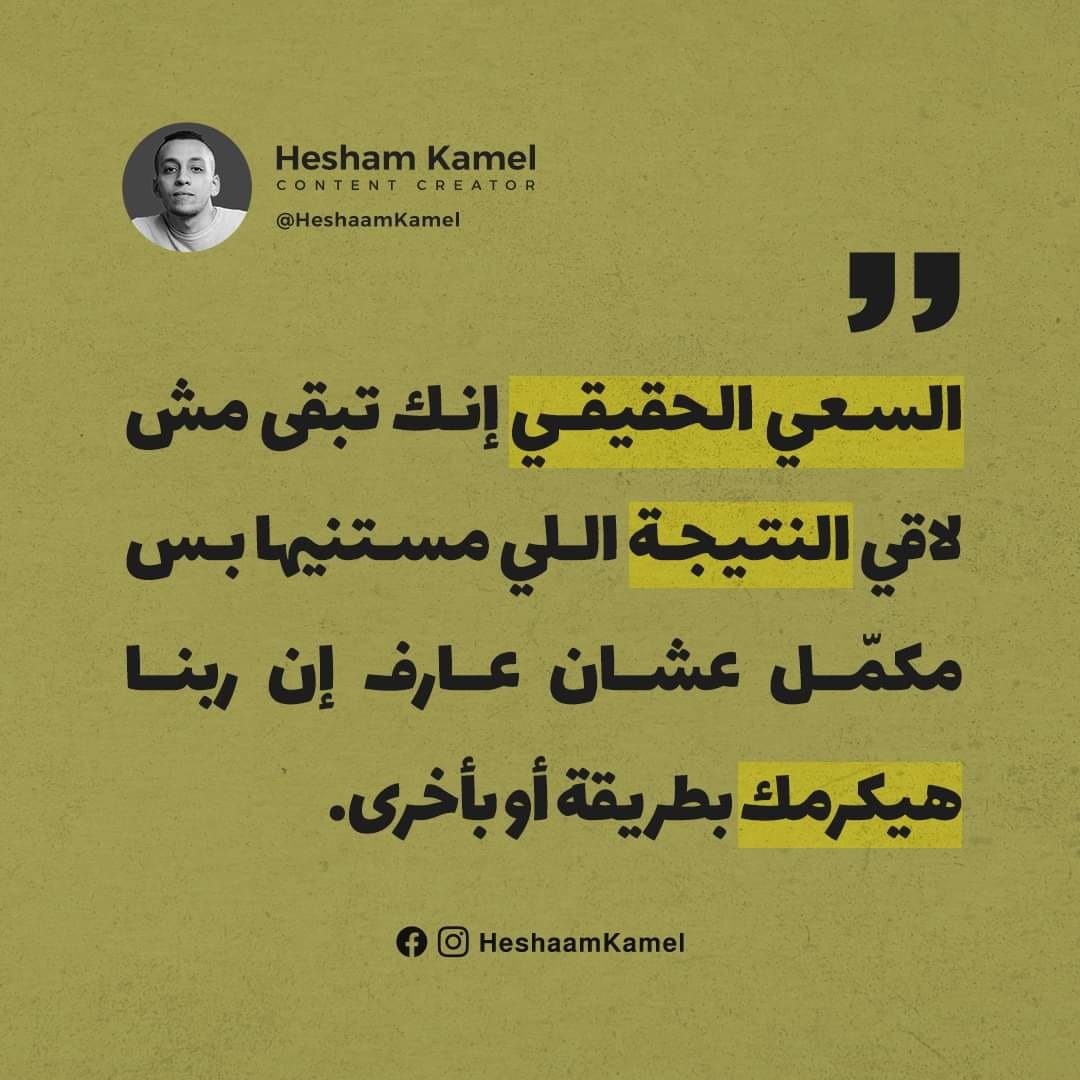 Hesham Kamel
CONTENT CREATOR
@HeshaamKamel
السعي الحقيقي إنك تبقى مش
لاقي النتيجة اللي مستنيها بس
مكمّل عشان عارف إن ربنا
هيكرمك بطريقة أو بأخرى.
HeshaamKamel